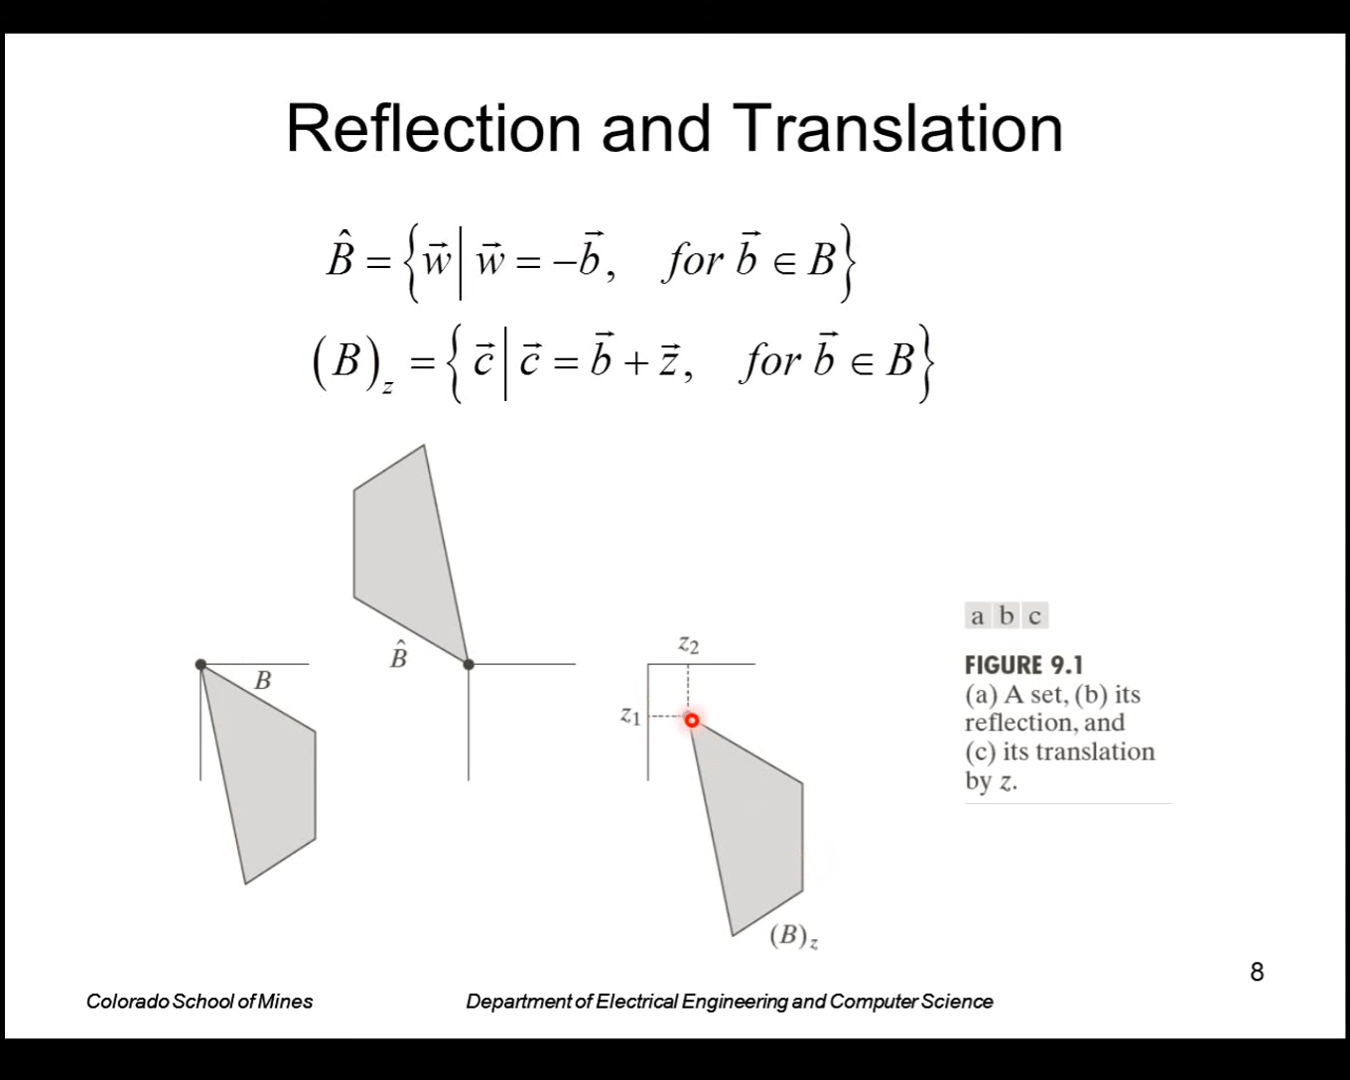 Reflection and Translation
B̂ = {w⃗ | w⃗ = −b⃗, for b⃗ ∈ B}
(B)z = {c⃗ | c⃗ = b⃗ + z⃗, for b⃗ ∈ B}
B
B̂
z2
z1
(B)z
a b c
FIGURE 9.1
(a) A set, (b) its
reflection, and
(c) its translation
by z.
8
Colorado School of Mines
Department of Electrical Engineering and Computer Science